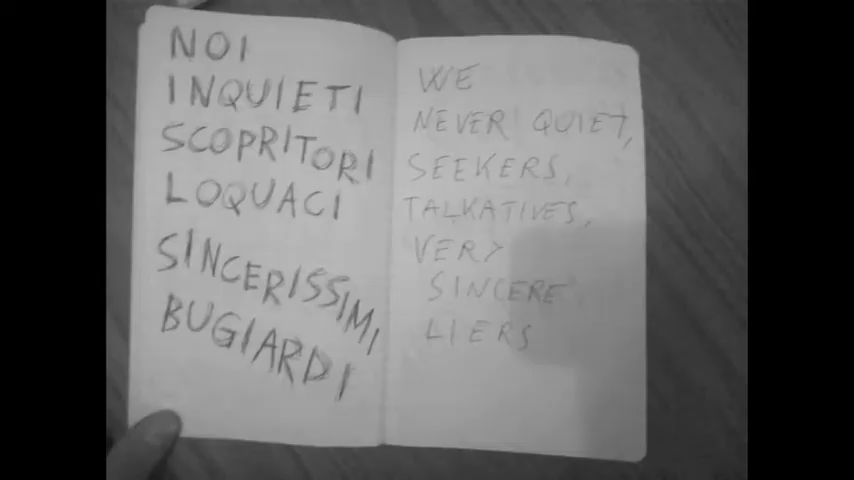 NOI
INQUIETI
SCOPRITORI
LOQUACI
SINCERISSIMI
BUGIARDI
WE
NEVER QUIET,
SEEKERS,
TALKATIVES,
VERY
SINCERE
LIERS